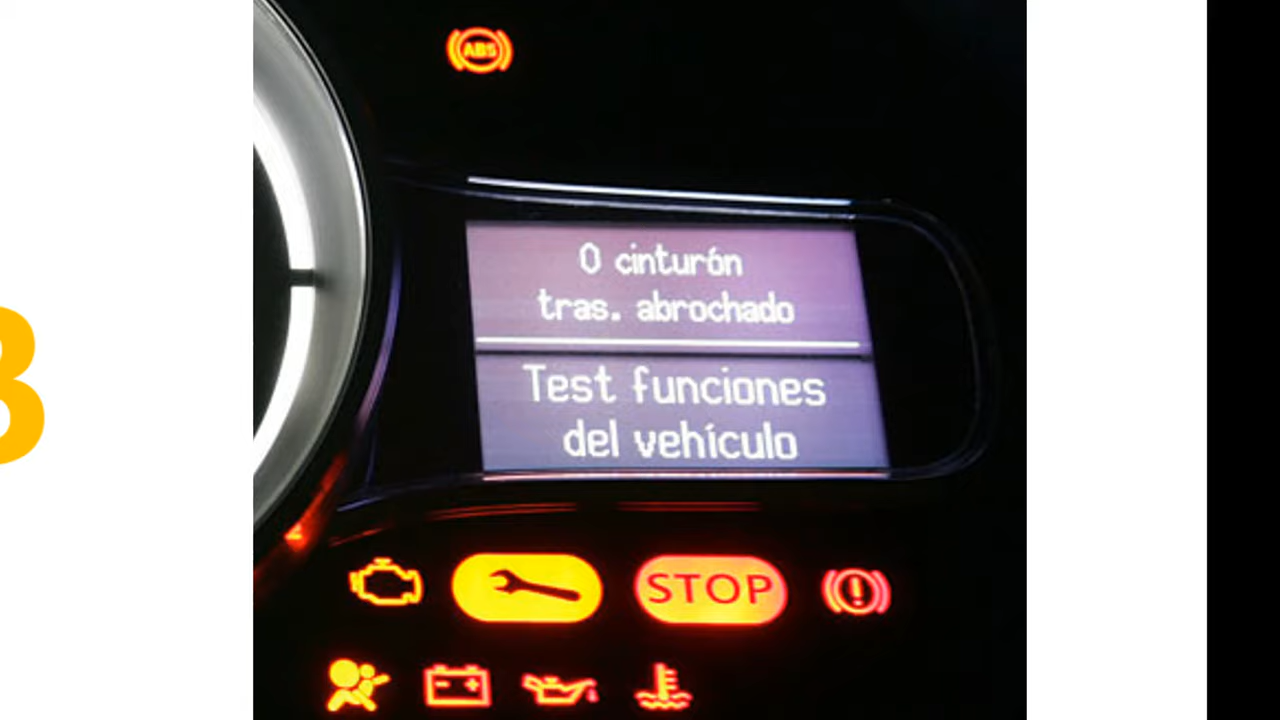 ABS
0 cinturón
tras. abrochado
Test funciones
del vehículo
STOP